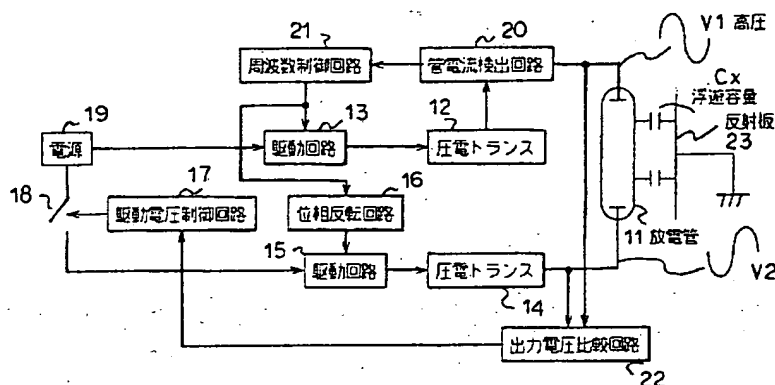 21
20
V1 高圧
周波数制御回路
管電流検出回路
Cx
浮遊容量
19
13
12
反射板
23
電源
駆動回路
圧電トランス
18
17
16
駆動電圧制御回路
位相反転回路
11 放電管
15
駆動回路
圧電トランス
14
V2
出力電圧比較回路
22